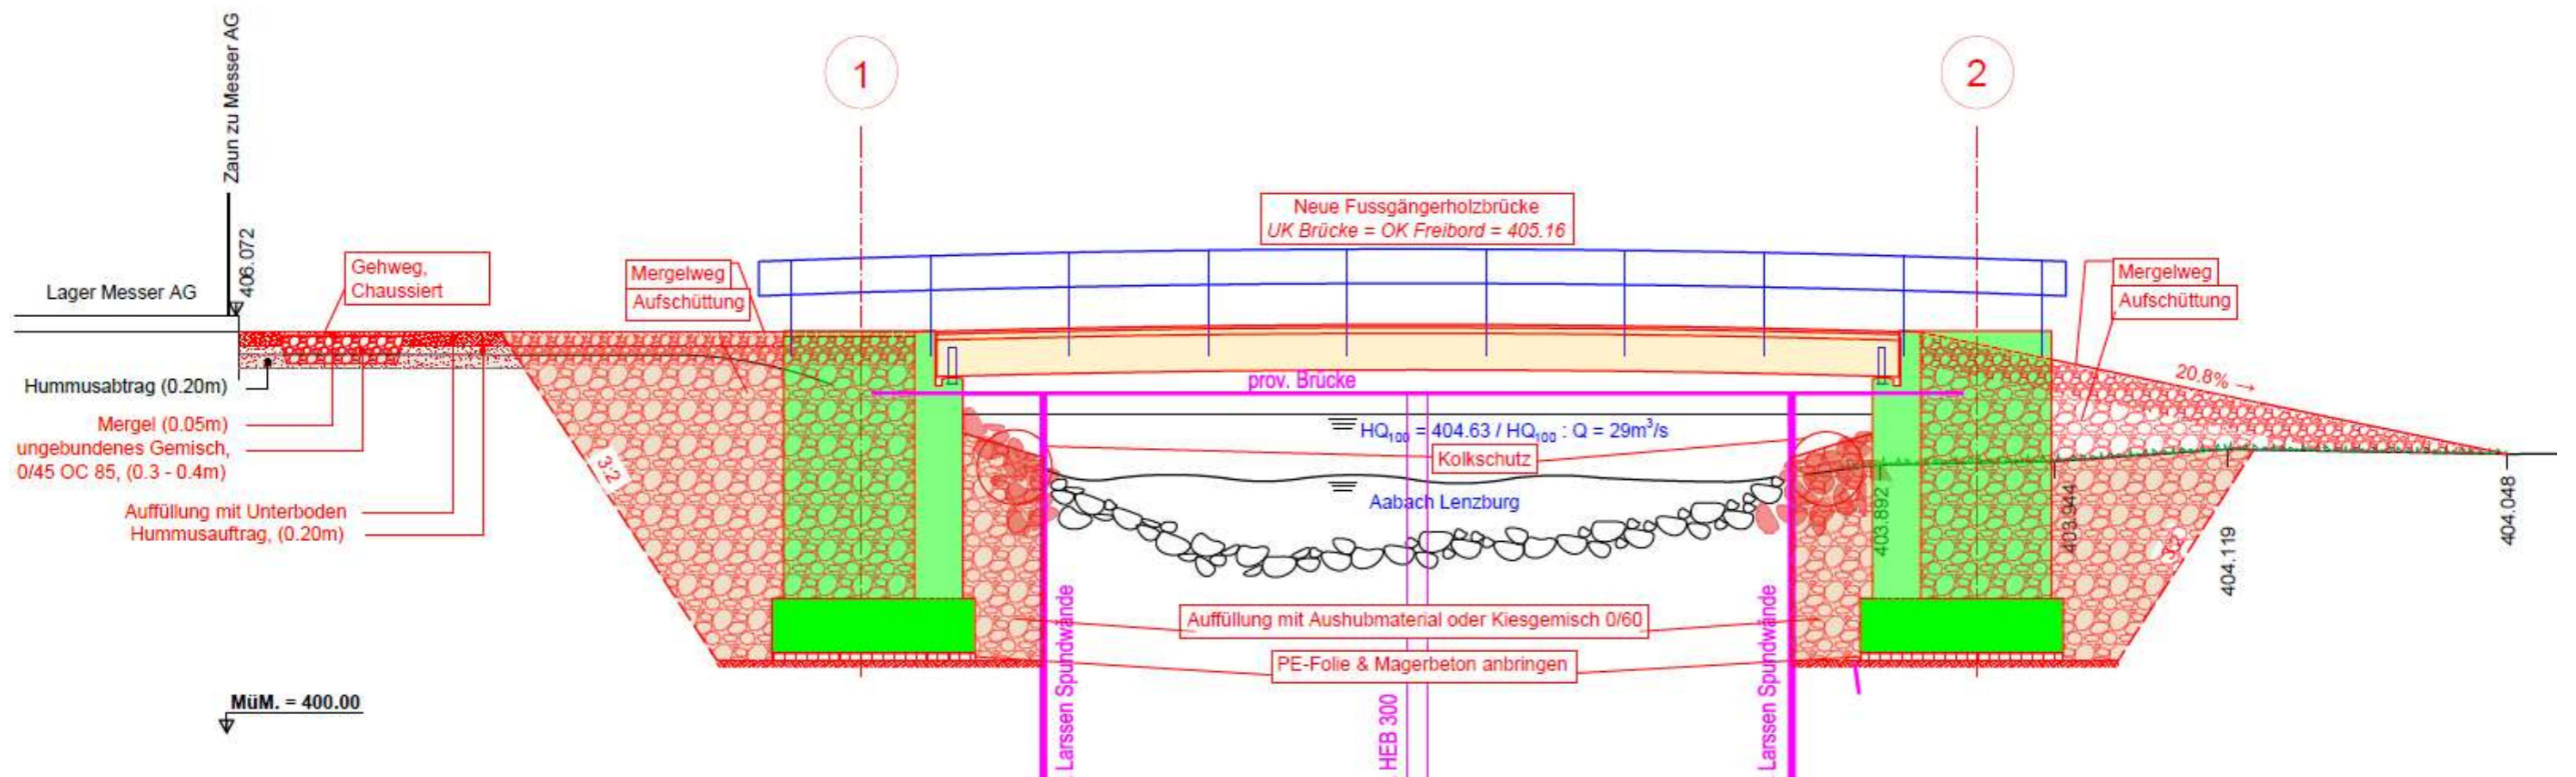 Zaun zu Messer AG
1
2
Neue Fussgängerholzbrücke
UK Brücke = OK Freibord = 405.16
406.072
Lager Messer AG
Gehweg,
Chaussiert
Mergelweg
Aufschüttung
Mergelweg
Aufschüttung
Hummusabtrag (0.20m)
prov. Brücke
20.8% →
Mergel (0.05m)
ungebundenes Gemisch,
0/45 OC 85, (0.3 - 0.4m)
HQ100 = 404.63 / HQ100 : Q = 29m³/s
Kolkschutz
3:2
Auffüllung mit Unterboden
Hummusauftrag, (0.20m)
Aabach Lenzburg
403.892
403.944
404.119
404.048
Auffüllung mit Aushubmaterial oder Kiesgemisch 0/60
PE-Folie & Magerbeton anbringen
Larssen Spundwände
HEB 300
Larssen Spundwände
MüM. = 400.00